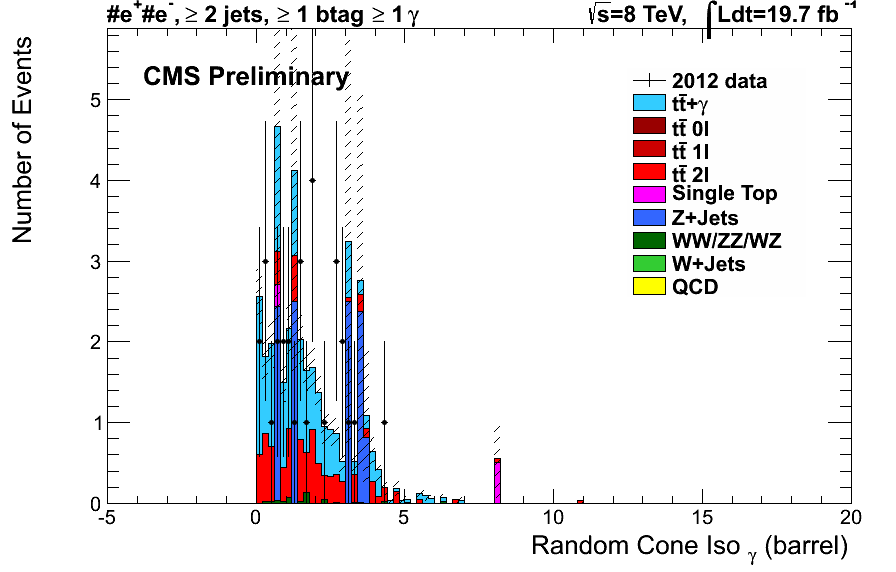 #e⁺#e⁻, ≥ 2 jets, ≥ 1 btag ≥ 1 γ
√s=8 TeV, ∫Ldt=19.7 fb⁻¹
CMS Preliminary
Number of Events
5
4
3
2
1
0
2012 data
tt̄+γ
tt̄ 0l
tt̄ 1l
tt̄ 2l
Single Top
Z+Jets
WW/ZZ/WZ
W+Jets
QCD
-5 0 5 10 15 20
Random Cone Iso γ (barrel)